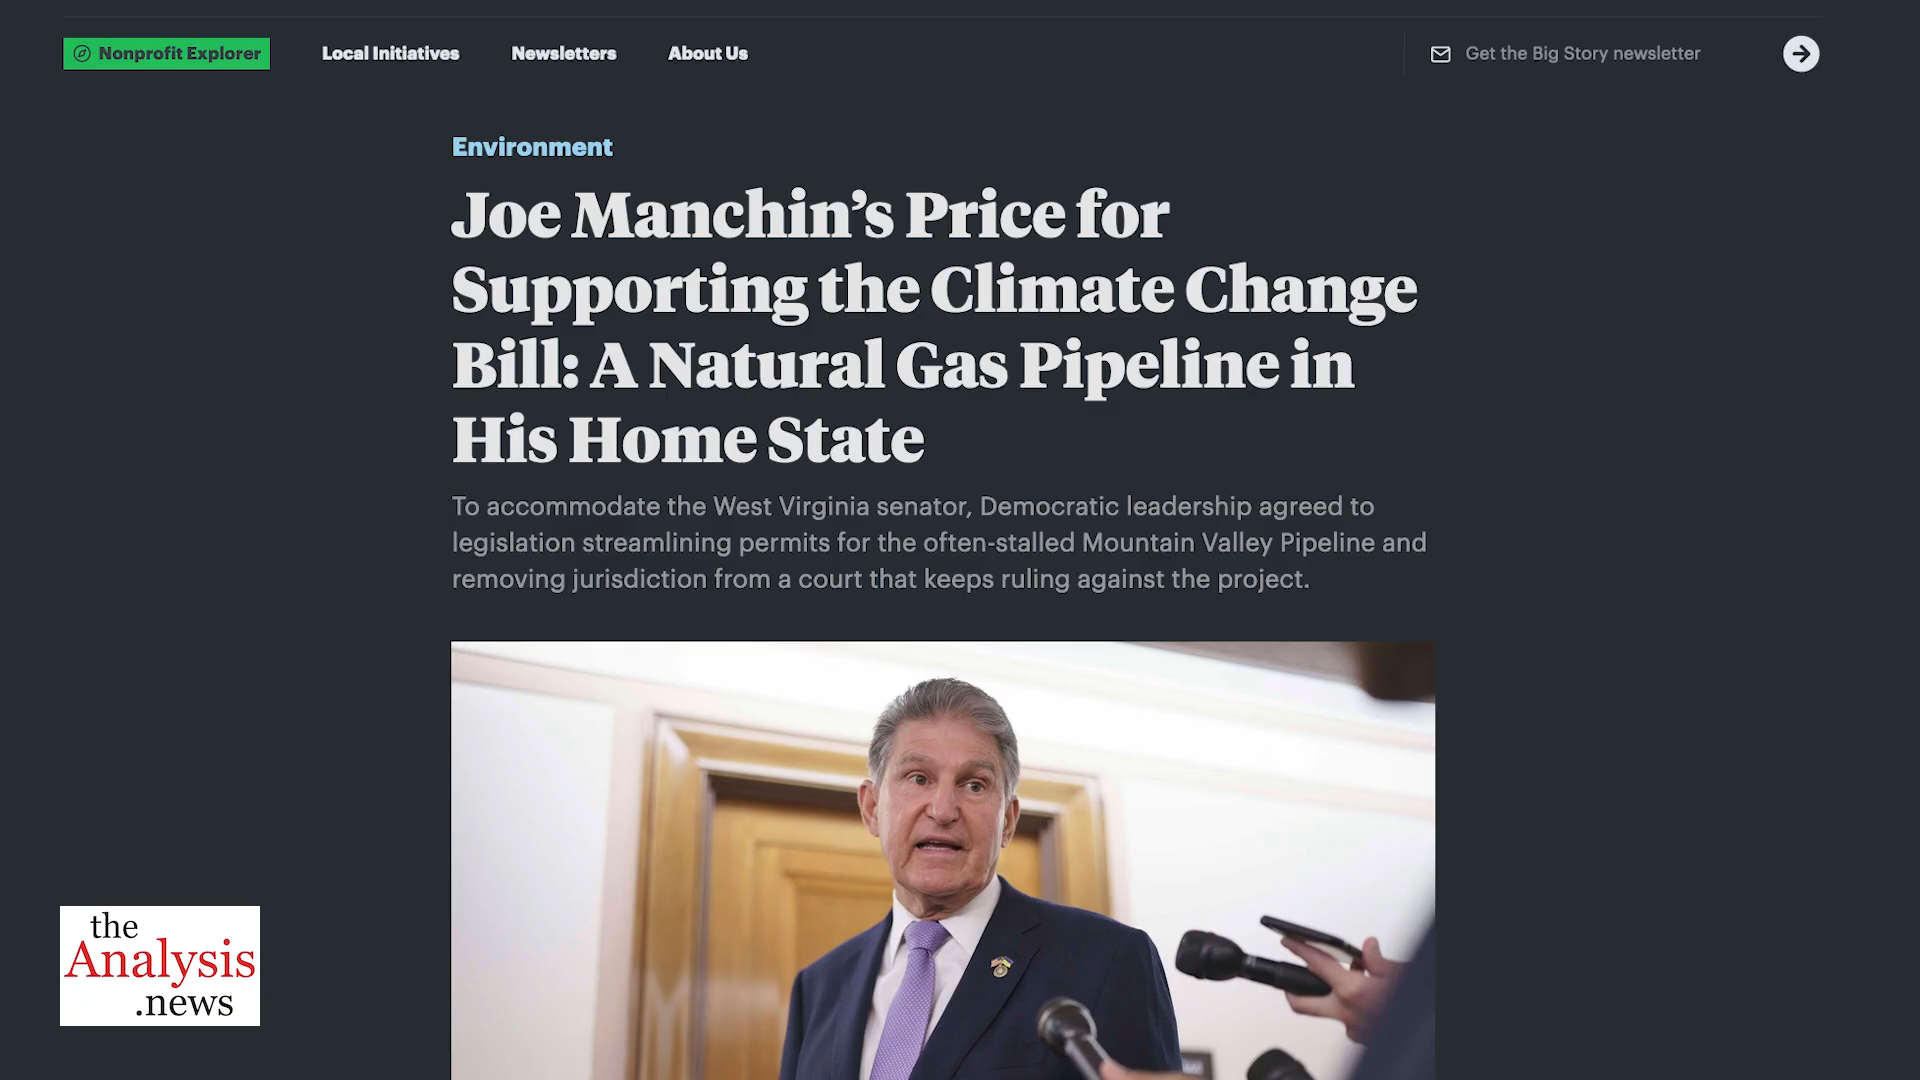 Nonprofit Explorer
Local Initiatives
Newsletters
About Us
Get the Big Story newsletter
Environment
Joe Manchin’s Price for
Supporting the Climate Change
Bill: A Natural Gas Pipeline in
His Home State
To accommodate the West Virginia senator, Democratic leadership agreed to
legislation streamlining permits for the often-stalled Mountain Valley Pipeline and
removing jurisdiction from a court that keeps ruling against the project.
the
Analysis
.news